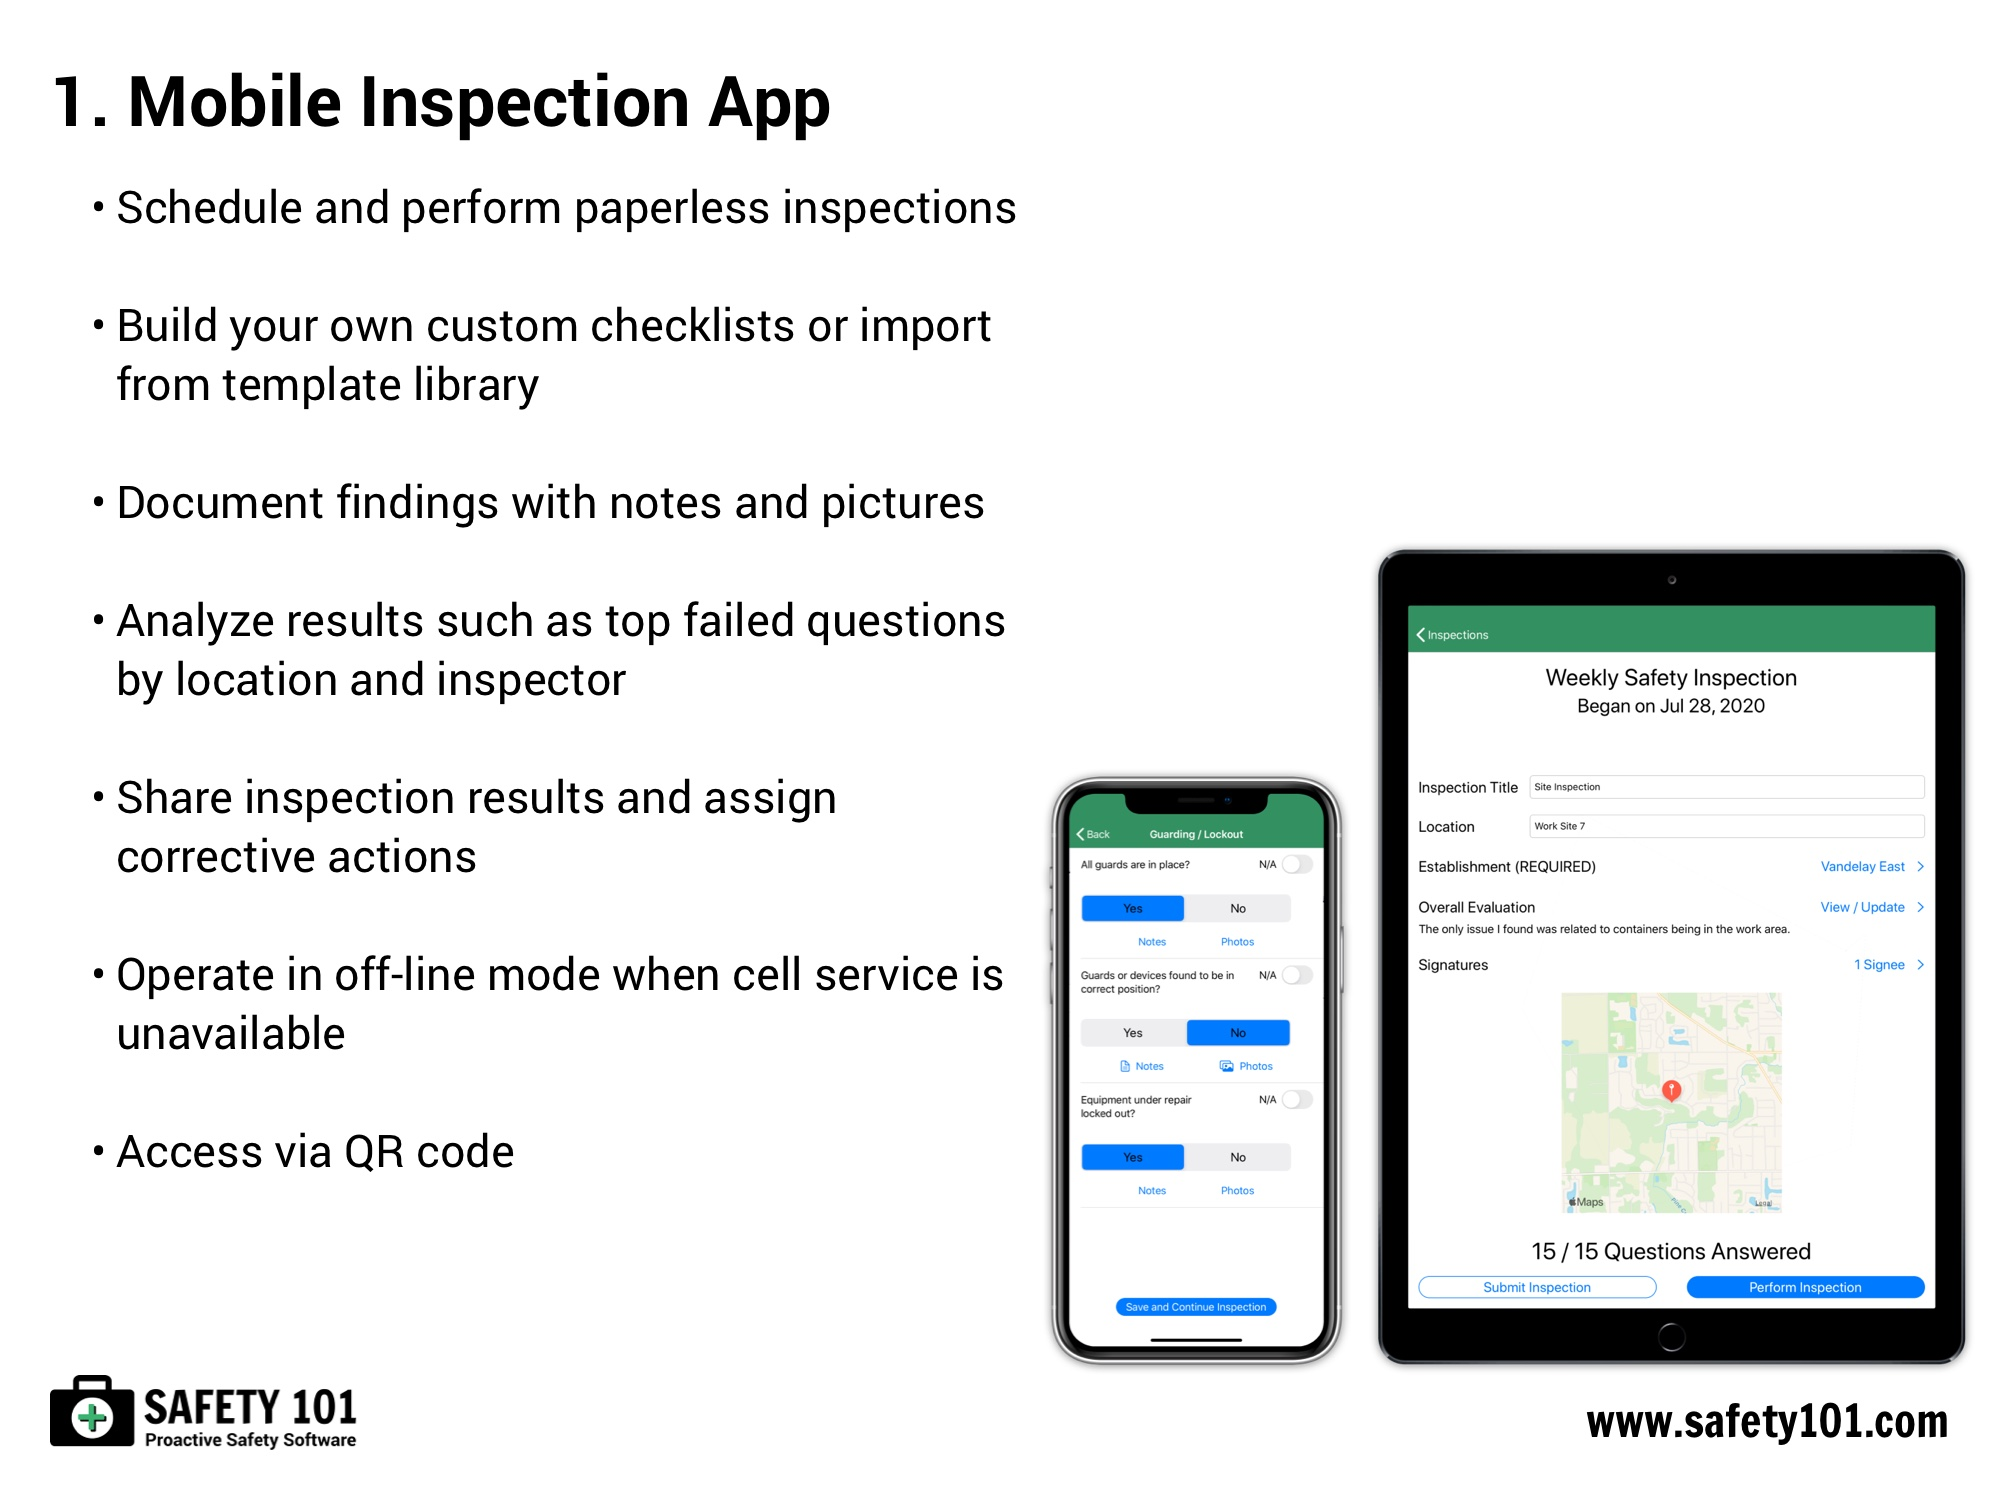 1. Mobile Inspection App
• Schedule and perform paperless inspections
• Build your own custom checklists or import
from template library
• Document findings with notes and pictures
• Analyze results such as top failed questions
by location and inspector
• Share inspection results and assign
corrective actions
• Operate in off-line mode when cell service is
unavailable
• Access via QR code
Back
Guarding / Lockout
All guards are in place?
N/A
Yes
No
Notes
Photos
Guards or devices found to be in
correct position?
N/A
Yes
No
Notes
Photos
Equipment under repair
locked out?
N/A
Yes
No
Notes
Photos
Save and Continue Inspection
Inspections
Weekly Safety Inspection
Began on Jul 28, 2020
Inspection Title
Site Inspection
Location
Work Site 7
Establishment (REQUIRED)
Vandelay East
Overall Evaluation
View / Update
The only issue I found was related to containers being in the work area.
Signatures
1 Signee
Maps
Legal
15 / 15 Questions Answered
Submit Inspection
Perform Inspection
SAFETY 101
Proactive Safety Software
www.safety101.com